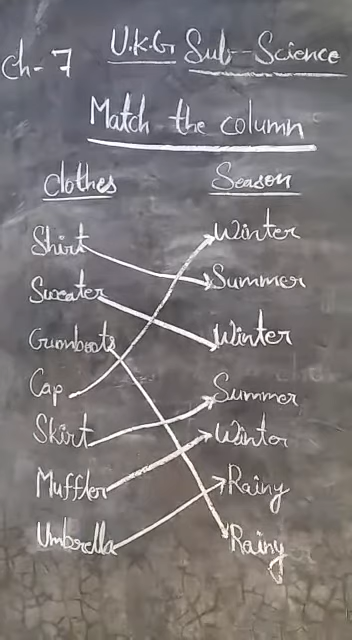 Ch-7 U.K.G Sub-Science
Match the column
Clothes Season
Shirt Winter
Sweater Summer
Gumboots Winter
Cap Summer
Skirt Winter
Muffler Rainy
Umbrella Rainy